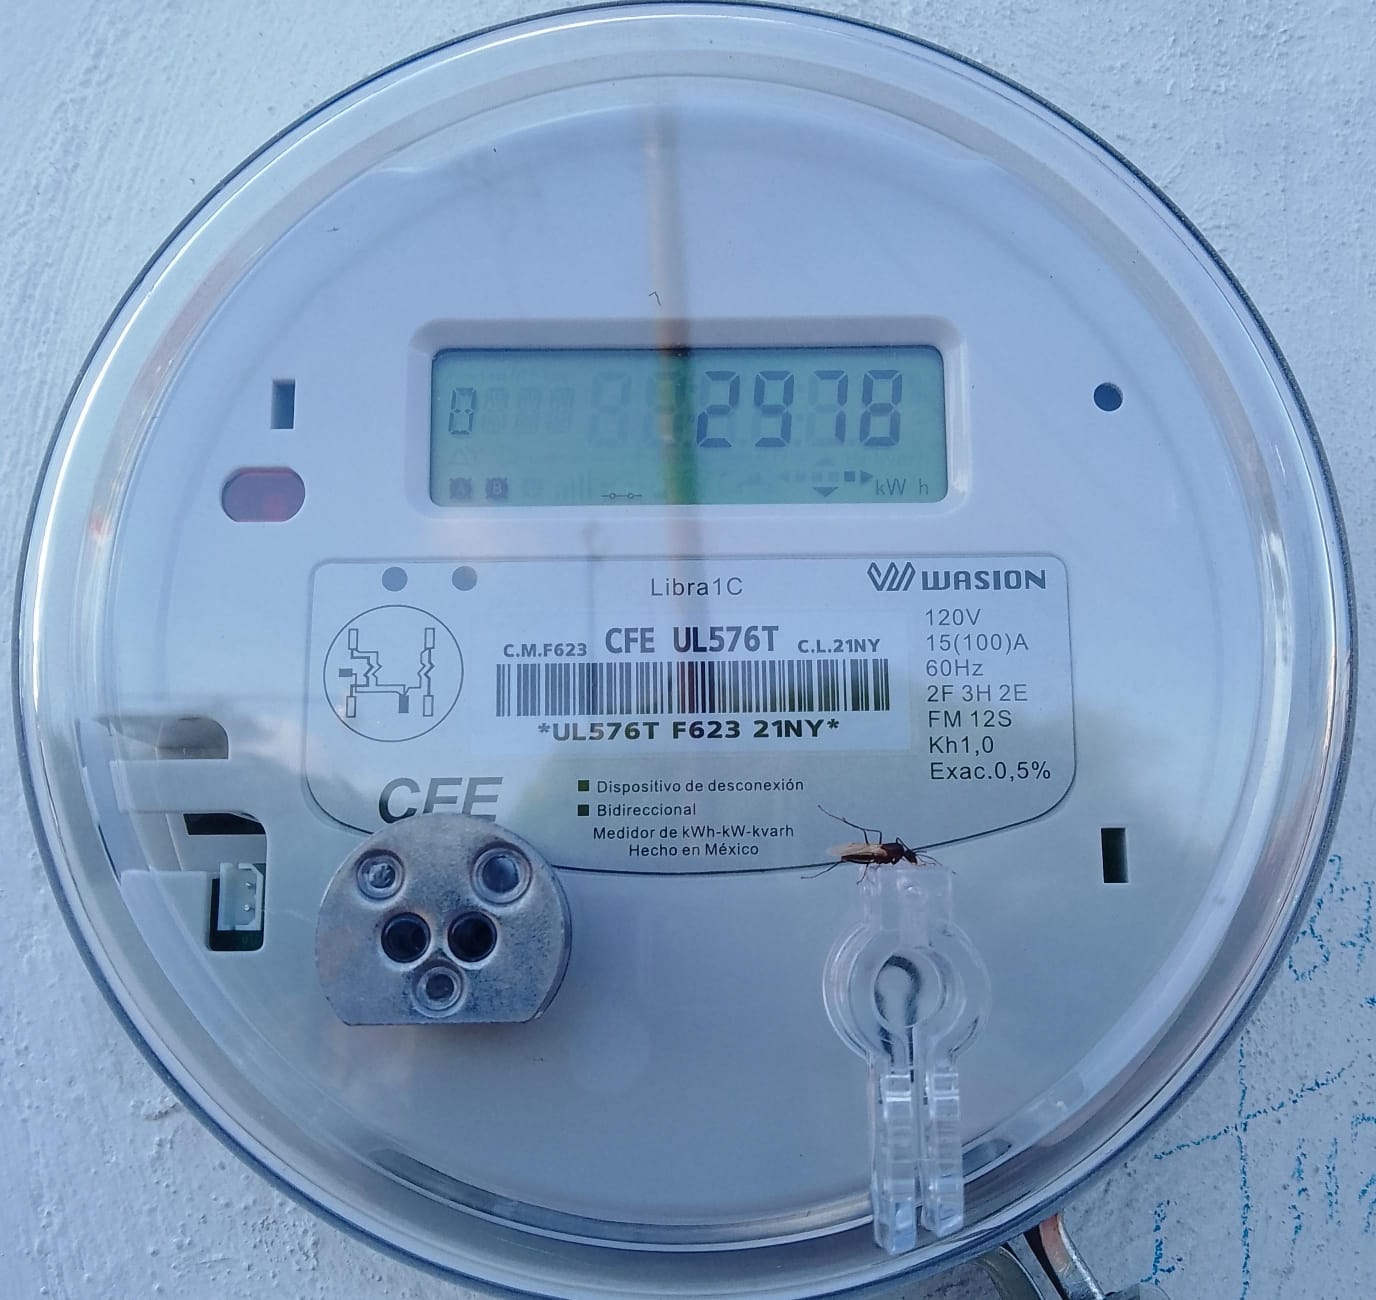 8 2978
A B
kW h
Libra1C
WASION
C.M.F623 CFE UL576T C.L.21NY
*UL576T F623 21NY*
120V
15(100)A
60Hz
2F 3H 2E
FM 12S
Kh1,0
Exac.0,5%
CFE
Dispositivo de desconexión
Bidireccional
Medidor de kWh-kW-kvarh
Hecho en México